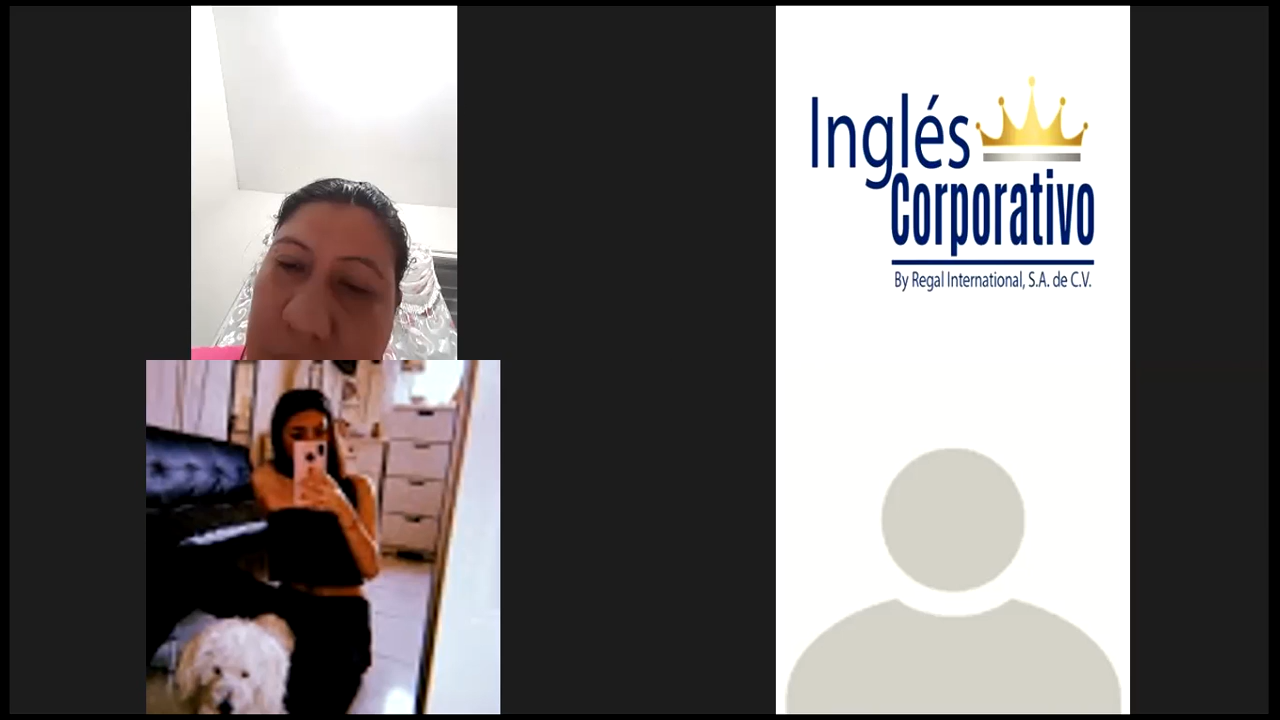 Inglés
Corporativo
By Regal International, S.A. de C.V.